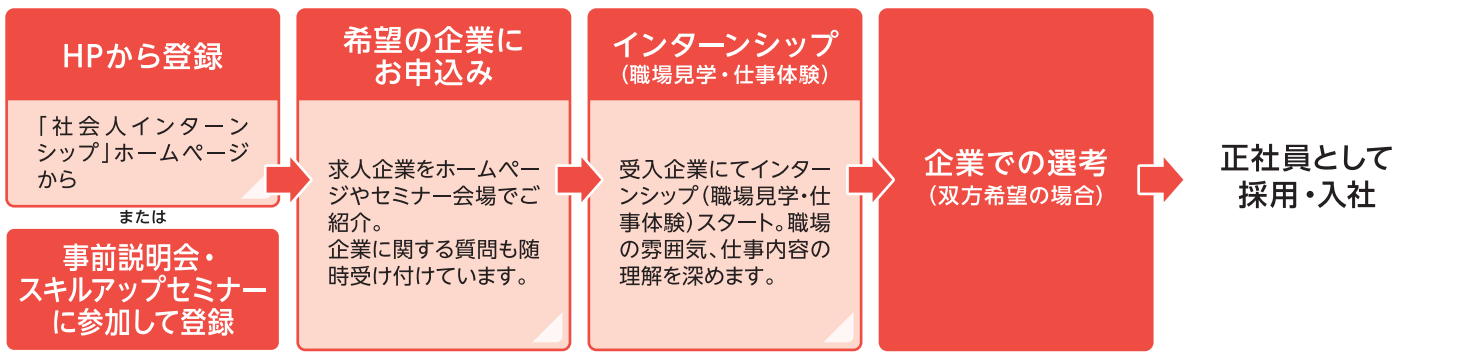 HPから登録
「社会人インターン
シップ」ホームページ
から
または
事前説明会・
スキルアップセミナー
に参加して登録
希望の企業に
お申込み
求人企業をホームペー
ジやセミナー会場でご
紹介。
企業に関する質問も随
時受け付けています。
インターンシップ
（職場見学・仕事体験）
受入企業にてインター
ンシップ（職場見学・仕
事体験）スタート。職場
の雰囲気、仕事内容の
理解を深めます。
企業での選考
（双方希望の場合）
正社員として
採用・入社